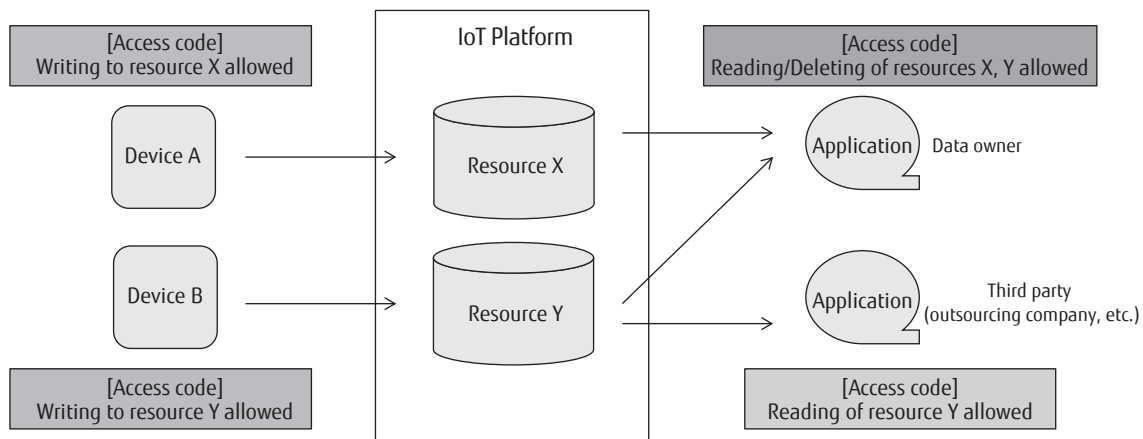 [Access code]
Writing to resource X allowed
IoT Platform
[Access code]
Reading/Deleting of resources X, Y allowed
Device A
Resource X
Application
Data owner
Device B
Resource Y
Application
Third party
(outsourcing company, etc.)
[Access code]
Writing to resource Y allowed
[Access code]
Reading of resource Y allowed